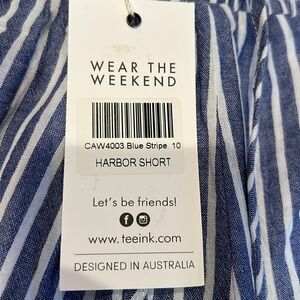 WEAR THE
WEEKEND
CAW4003 Blue Stripe 10
HARBOR SHORT
Let's be friends!
www.teeink.com
DESIGNED IN AUSTRALIA